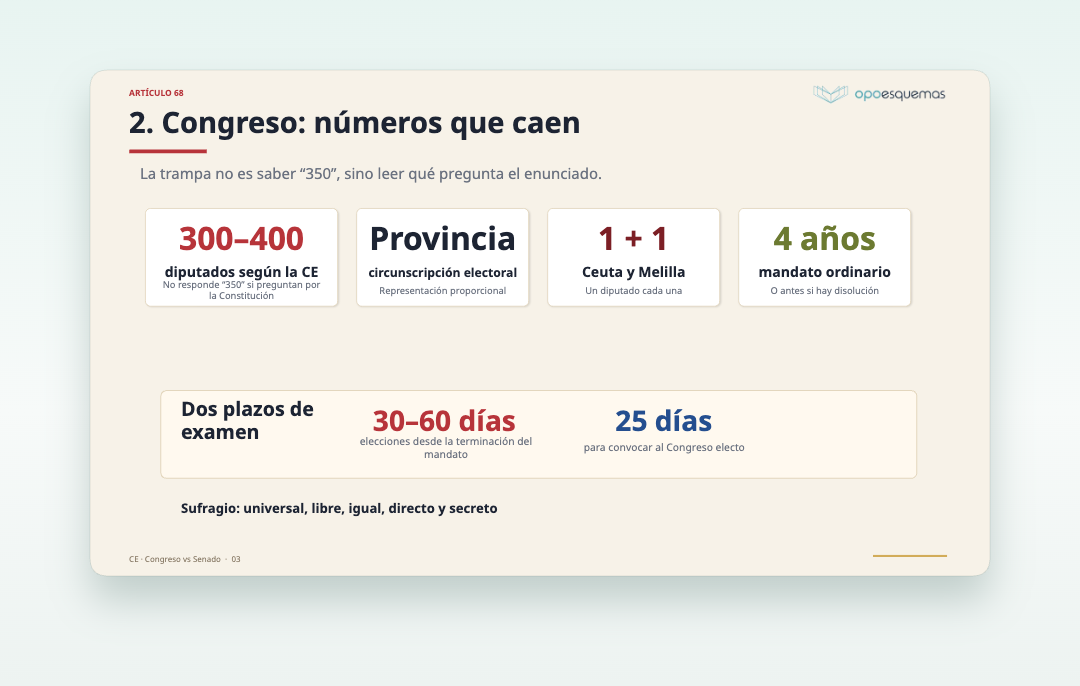 ARTÍCULO 68
opoesquemas
2. Congreso: números que caen
La trampa no es saber “350”, sino leer qué pregunta el enunciado.
300–400
diputados según la CE
No responde “350” si preguntan por
la Constitución
Provincia
circunscripción electoral
Representación proporcional
1 + 1
Ceuta y Melilla
Un diputado cada una
4 años
mandato ordinario
O antes si hay disolución
Dos plazos de
examen
30–60 días
elecciones desde la terminación del
mandato
25 días
para convocar al Congreso electo
Sufragio: universal, libre, igual, directo y secreto
CE · Congreso vs Senado · 03